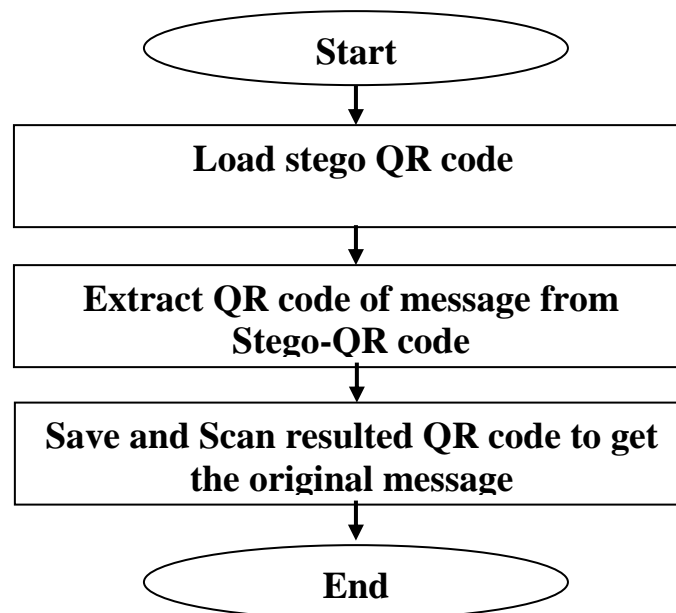 Start
Load stego QR code
Extract QR code of message from
Stego-QR code
Save and Scan resulted QR code to get
the original message
End